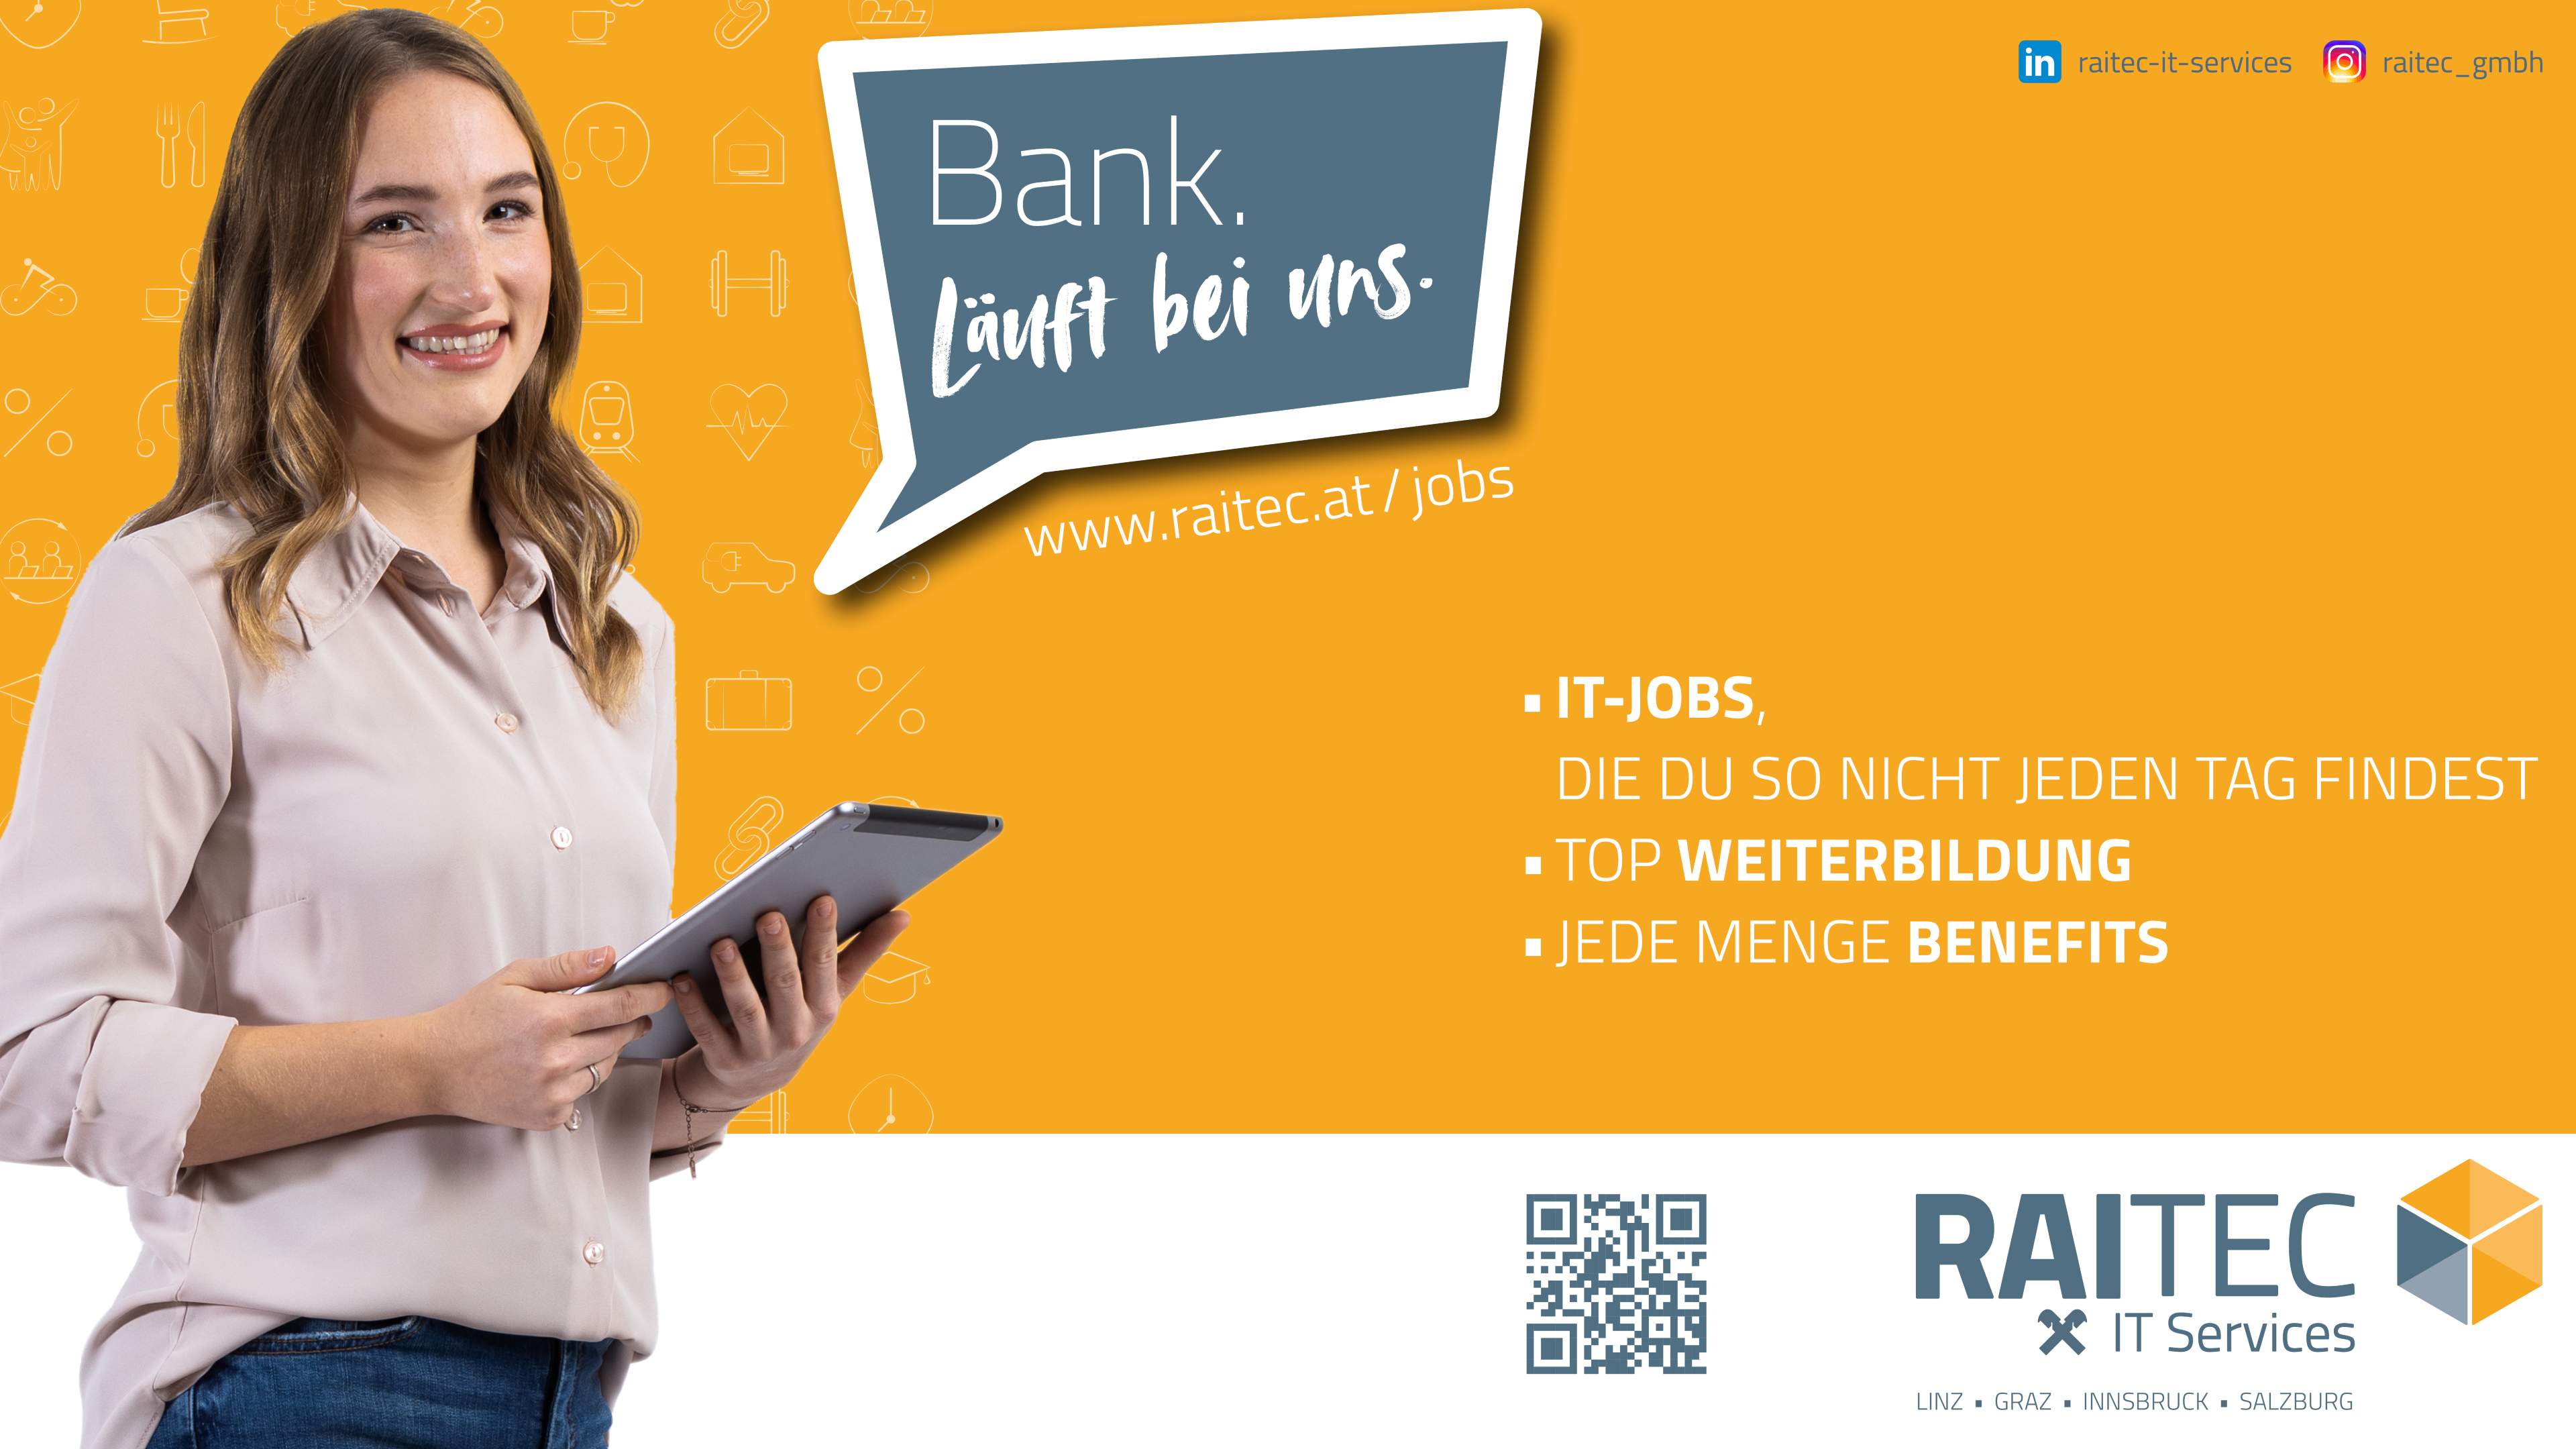 raitec-it-services raitec_gmbh
Bank.
Läuft bei uns.
www.raitec.at/jobs
▪ IT-JOBS,
DIE DU SO NICHT JEDEN TAG FINDEST
▪ TOP WEITERBILDUNG
▪ JEDE MENGE BENEFITS
RAITEC
IT Services
LINZ ▪ GRAZ ▪ INNSBRUCK ▪ SALZBURG